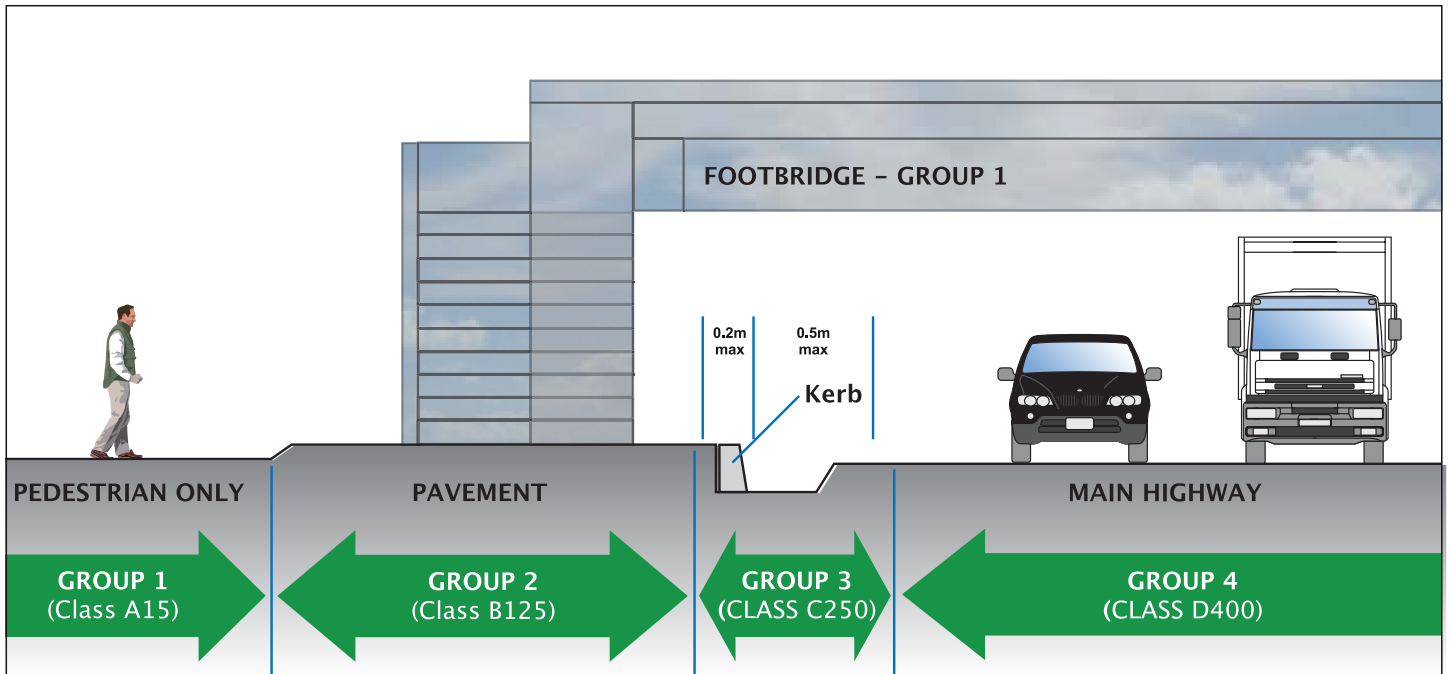 FOOTBRIDGE – GROUP 1
0.2m
max
0.5m
max
Kerb
PEDESTRIAN ONLY
PAVEMENT
MAIN HIGHWAY
GROUP 1
(Class A15)
GROUP 2
(Class B125)
GROUP 3
(CLASS C250)
GROUP 4
(CLASS D400)